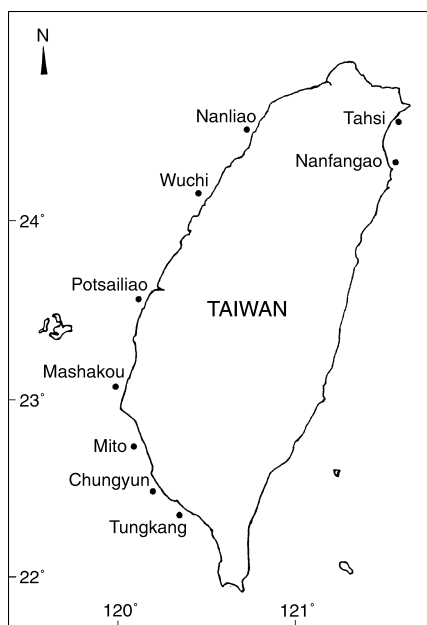 N
Nanliao
Tahsi
Nanfangao
Wuchi
24°
Potsailiao
TAIWAN
Mashakou
23°
Mito
Chungyun
Tungkang
22°
120°
121°